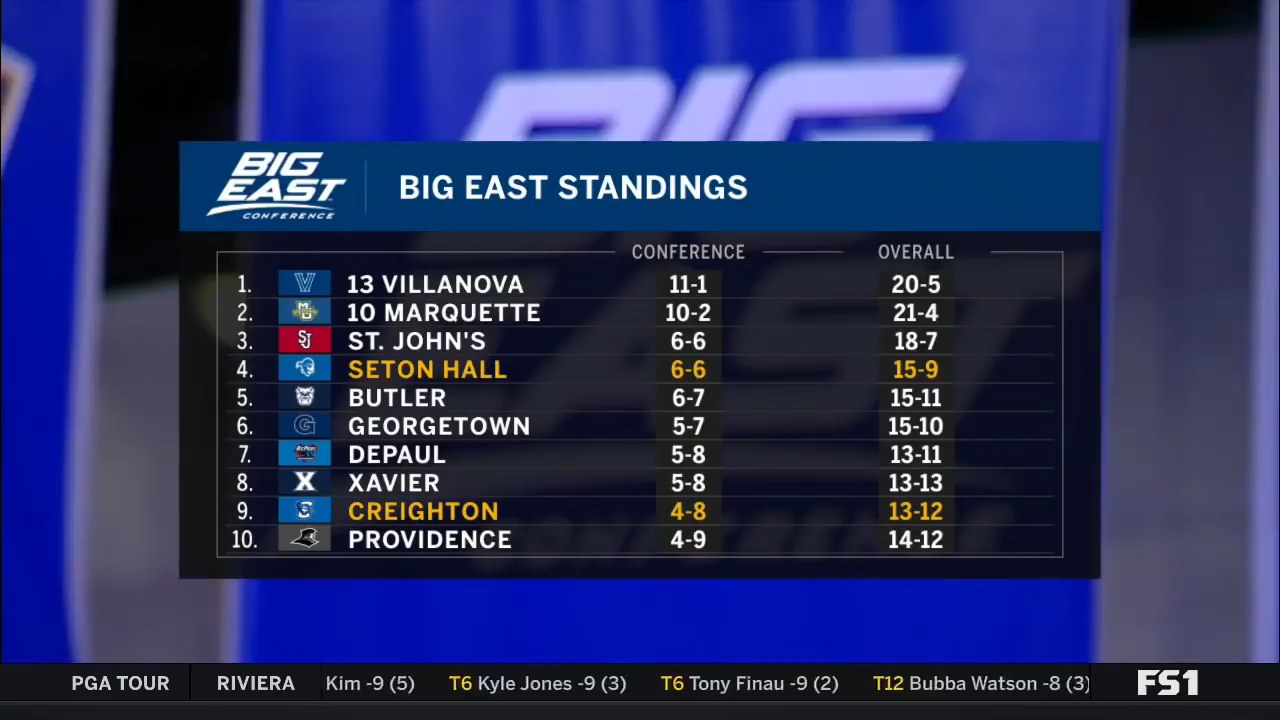 BIG
BIG EAST CONFERENCE
BIG EAST STANDINGS
CONFERENCE OVERALL
1. 13 VILLANOVA 11-1 20-5
2. 10 MARQUETTE 10-2 21-4
3. ST. JOHN'S 6-6 18-7
4. SETON HALL 6-6 15-9
5. BUTLER 6-7 15-11
6. GEORGETOWN 5-7 15-10
7. DEPAUL 5-8 13-11
8. XAVIER 5-8 13-13
9. CREIGHTON 4-8 13-12
10. PROVIDENCE 4-9 14-12
PGA TOUR RIVIERA Kim -9 (5) T6 Kyle Jones -9 (3) T6 Tony Finau -9 (2) T12 Bubba Watson -8 (3) FS1